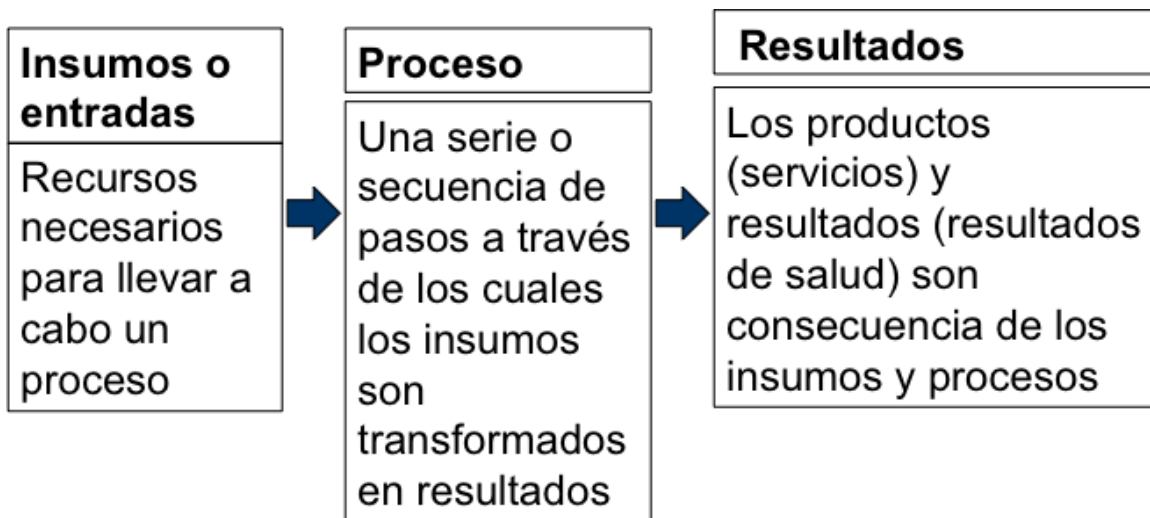 Insumos o
entradas
Recursos
necesarios
para llevar a
cabo un
proceso
Proceso
Una serie o
secuencia de
pasos a través
de los cuales
los insumos
son
transformados
en resultados
Resultados
Los productos
(servicios) y
resultados (resultados
de salud) son
consecuencia de los
insumos y procesos